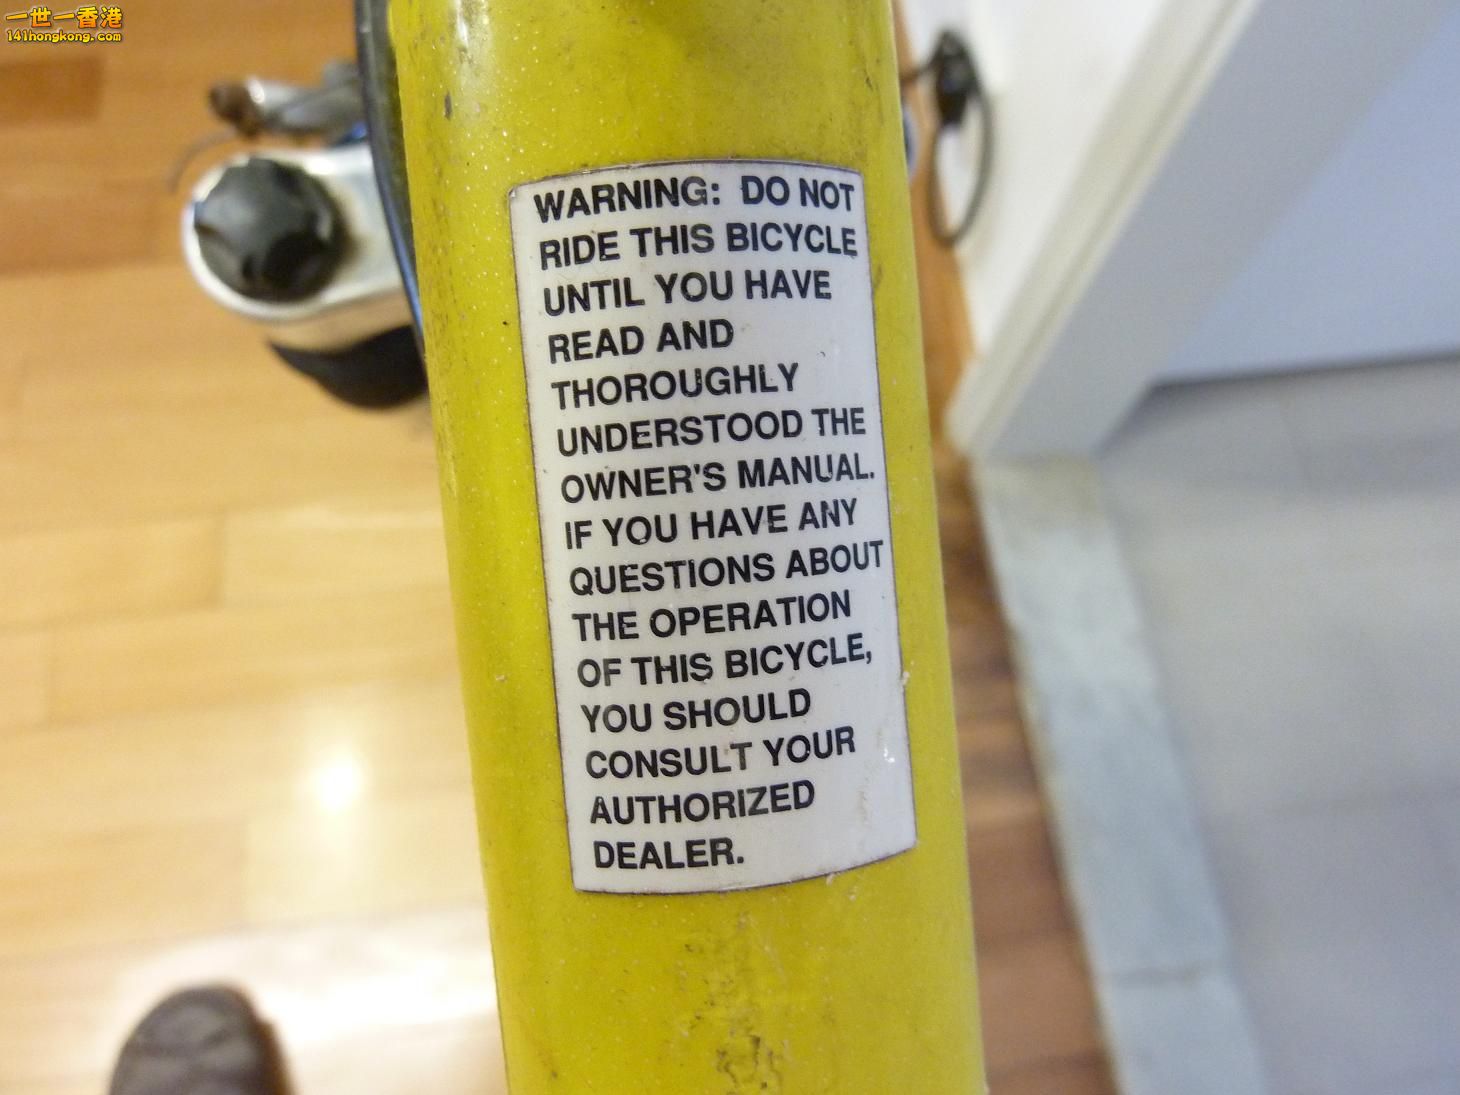 一世一香港
141hongkong.com
WARNING: DO NOT
RIDE THIS BICYCLE
UNTIL YOU HAVE
READ AND
THOROUGHLY
UNDERSTOOD THE
OWNER'S MANUAL.
IF YOU HAVE ANY
QUESTIONS ABOUT
THE OPERATION
OF THIS BICYCLE,
YOU SHOULD
CONSULT YOUR
AUTHORIZED
DEALER.